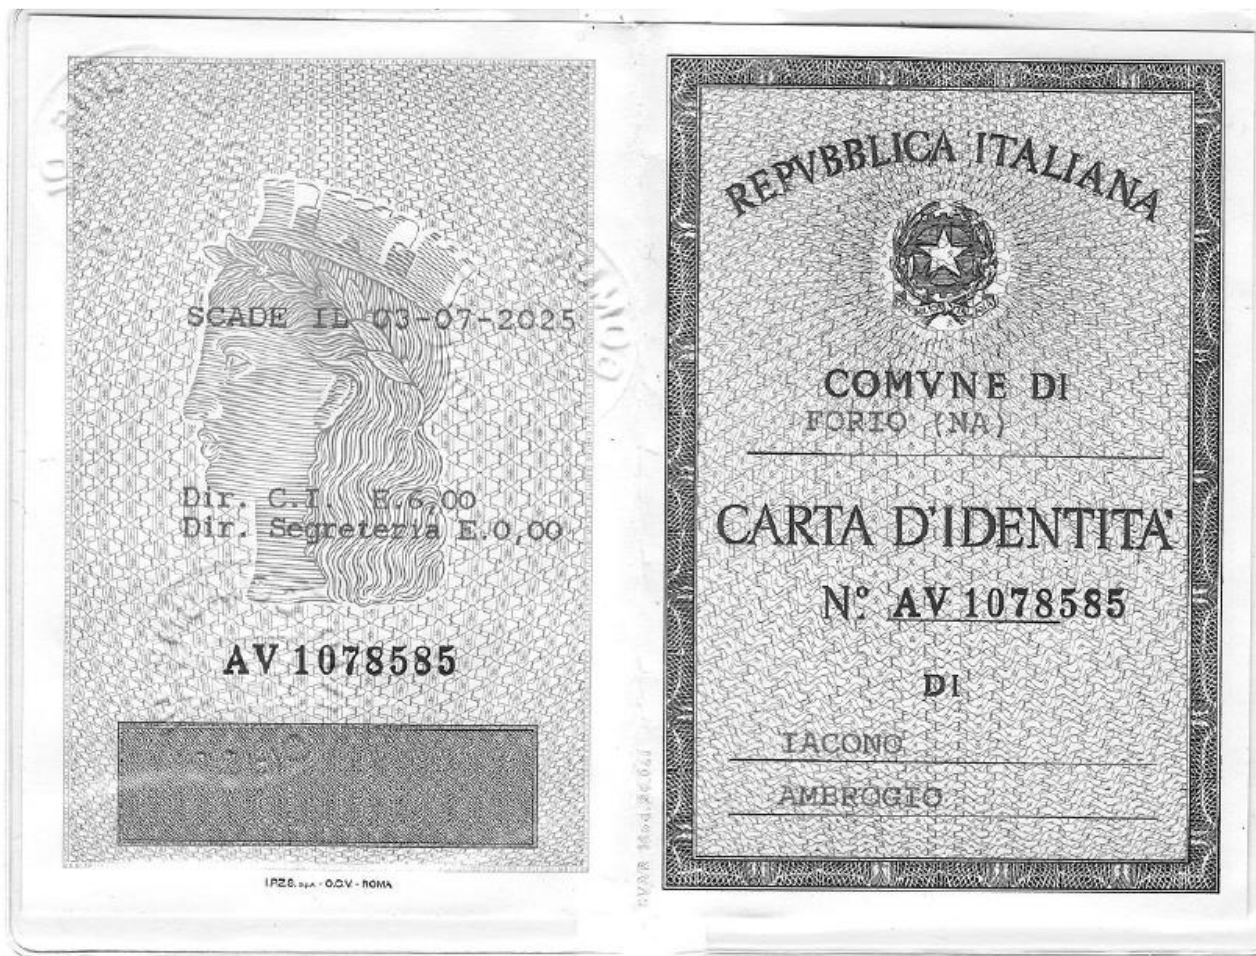 SCADE IL 03-07-2025
Dir. C.I. E.6,00
Dir. Segreteria E.0,00
AV 1078585
I.P.Z.S. S.p.A. - O.C.V. - ROMA
REPVBBLICA ITALIANA
COMVNE DI
FORIO (NA)
CARTA D'IDENTITA'
Nº AV 1078585
DI
IACONO
AMBROGIO